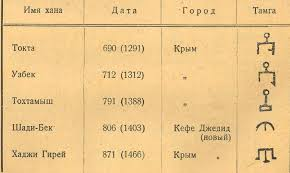 Имя хана Дата Город Тамга
Токта 690 (1291) Крым
Узбек 712 (1312) „
Тохтамыш 791 (1388) „
Шади-Бек 806 (1403) Кефе Джедид
(новый)
Хаджи Гирей 871 (1466) Крым